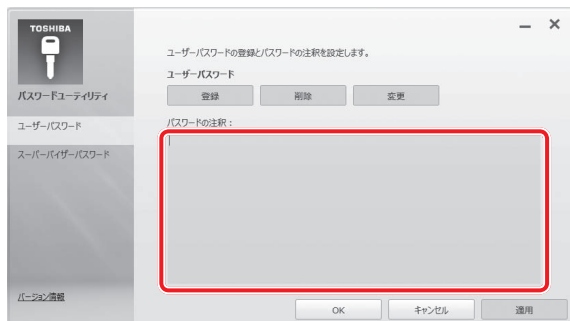 TOSHIBA
パスワードユーティリティ
ユーザーパスワード
スーパーバイザーパスワード
バージョン情報
ユーザーパスワードの登録とパスワードの注釈を設定します。
ユーザーパスワード
登録 削除 変更
パスワードの注釈：
OK キャンセル 適用